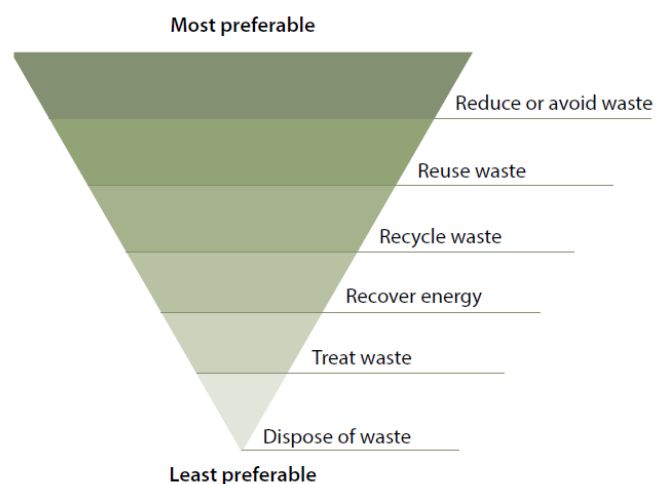 Most preferable
Reduce or avoid waste
Reuse waste
Recycle waste
Recover energy
Treat waste
Dispose of waste
Least preferable